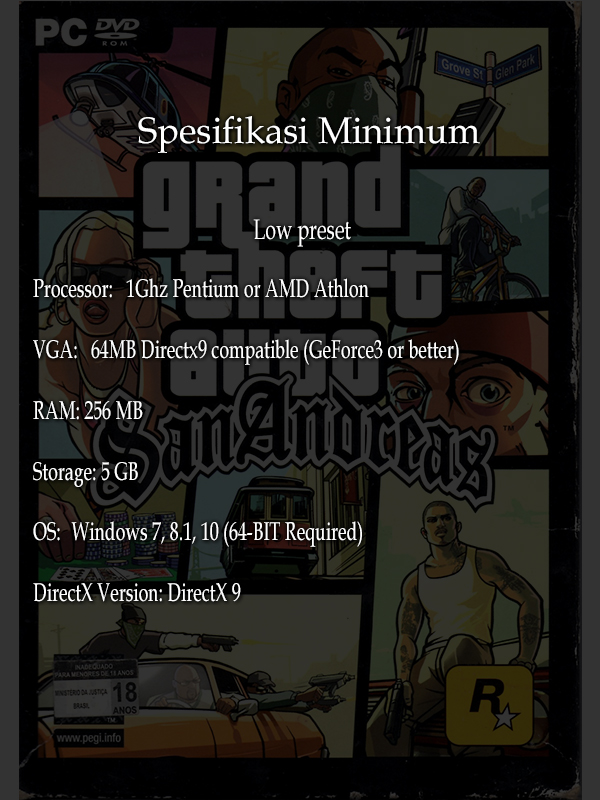 PC DVD
ROM
Grove St Glen Park
Spesifikasi Minimum
grand
Low preset
theft
Processor: 1Ghz Pentium or AMD Athlon
VGA: 64MB Directx9 compatible (GeForce3 or better)
auto
RAM: 256 MB
TM
San Andreas
Storage: 5 GB
OS: Windows 7, 8.1, 10 (64-BIT Required)
DirectX Version: DirectX 9
INADEQUADO
PARA MENORES DE 18 ANOS
MINISTÉRIO DA JUSTIÇA
BRASIL
18
ANOS
www.pegi.info
R